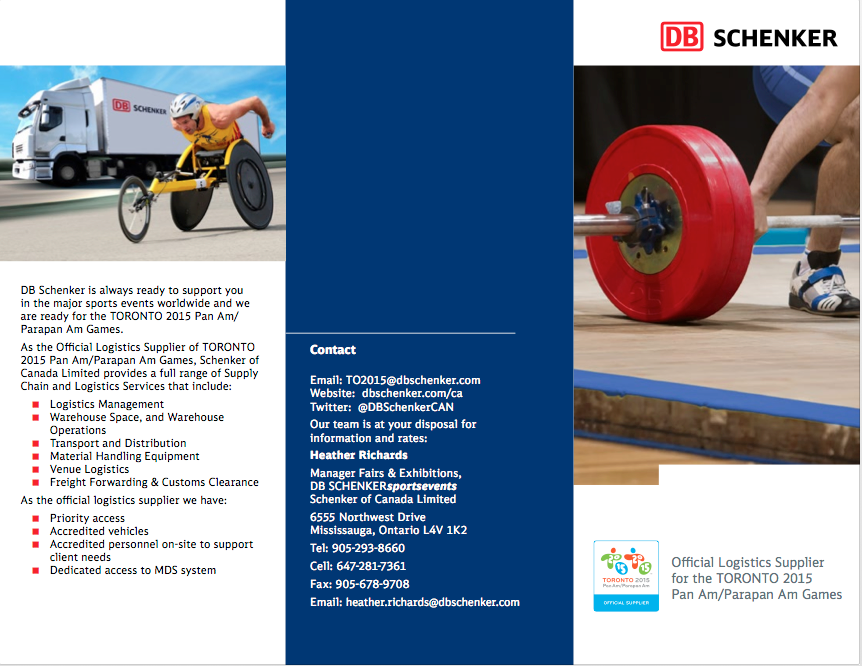 DB SCHENKER
DB Schenker is always ready to support you
in the major sports events worldwide and we
are ready for the TORONTO 2015 Pan Am/
Parapan Am Games.
As the Official Logistics Supplier of TORONTO
2015 Pan Am/Parapan Am Games, Schenker of
Canada Limited provides a full range of Supply
Chain and Logistics Services that include:
Logistics Management
Warehouse Space, and Warehouse
Operations
Transport and Distribution
Material Handling Equipment
Venue Logistics
Freight Forwarding & Customs Clearance
As the official logistics supplier we have:
Priority access
Accredited vehicles
Accredited personnel on-site to support
client needs
Dedicated access to MDS system
Contact
Email: TO2015@dbschenker.com
Website: dbschenker.com/ca
Twitter: @DBSchenkerCAN
Our team is at your disposal for
information and rates:
Heather Richards
Manager Fairs & Exhibitions,
DB SCHENKERsportsevents
Schenker of Canada Limited
6555 Northwest Drive
Mississauga, Ontario L4V 1K2
Tel: 905-293-8660
Cell: 647-281-7361
Fax: 905-678-9708
Email: heather.richards@dbschenker.com
DB SCHENKER
TORONTO 2015
Pan Am/Parapan Am
OFFICIAL SUPPLIER
Official Logistics Supplier
for the TORONTO 2015
Pan Am/Parapan Am Games